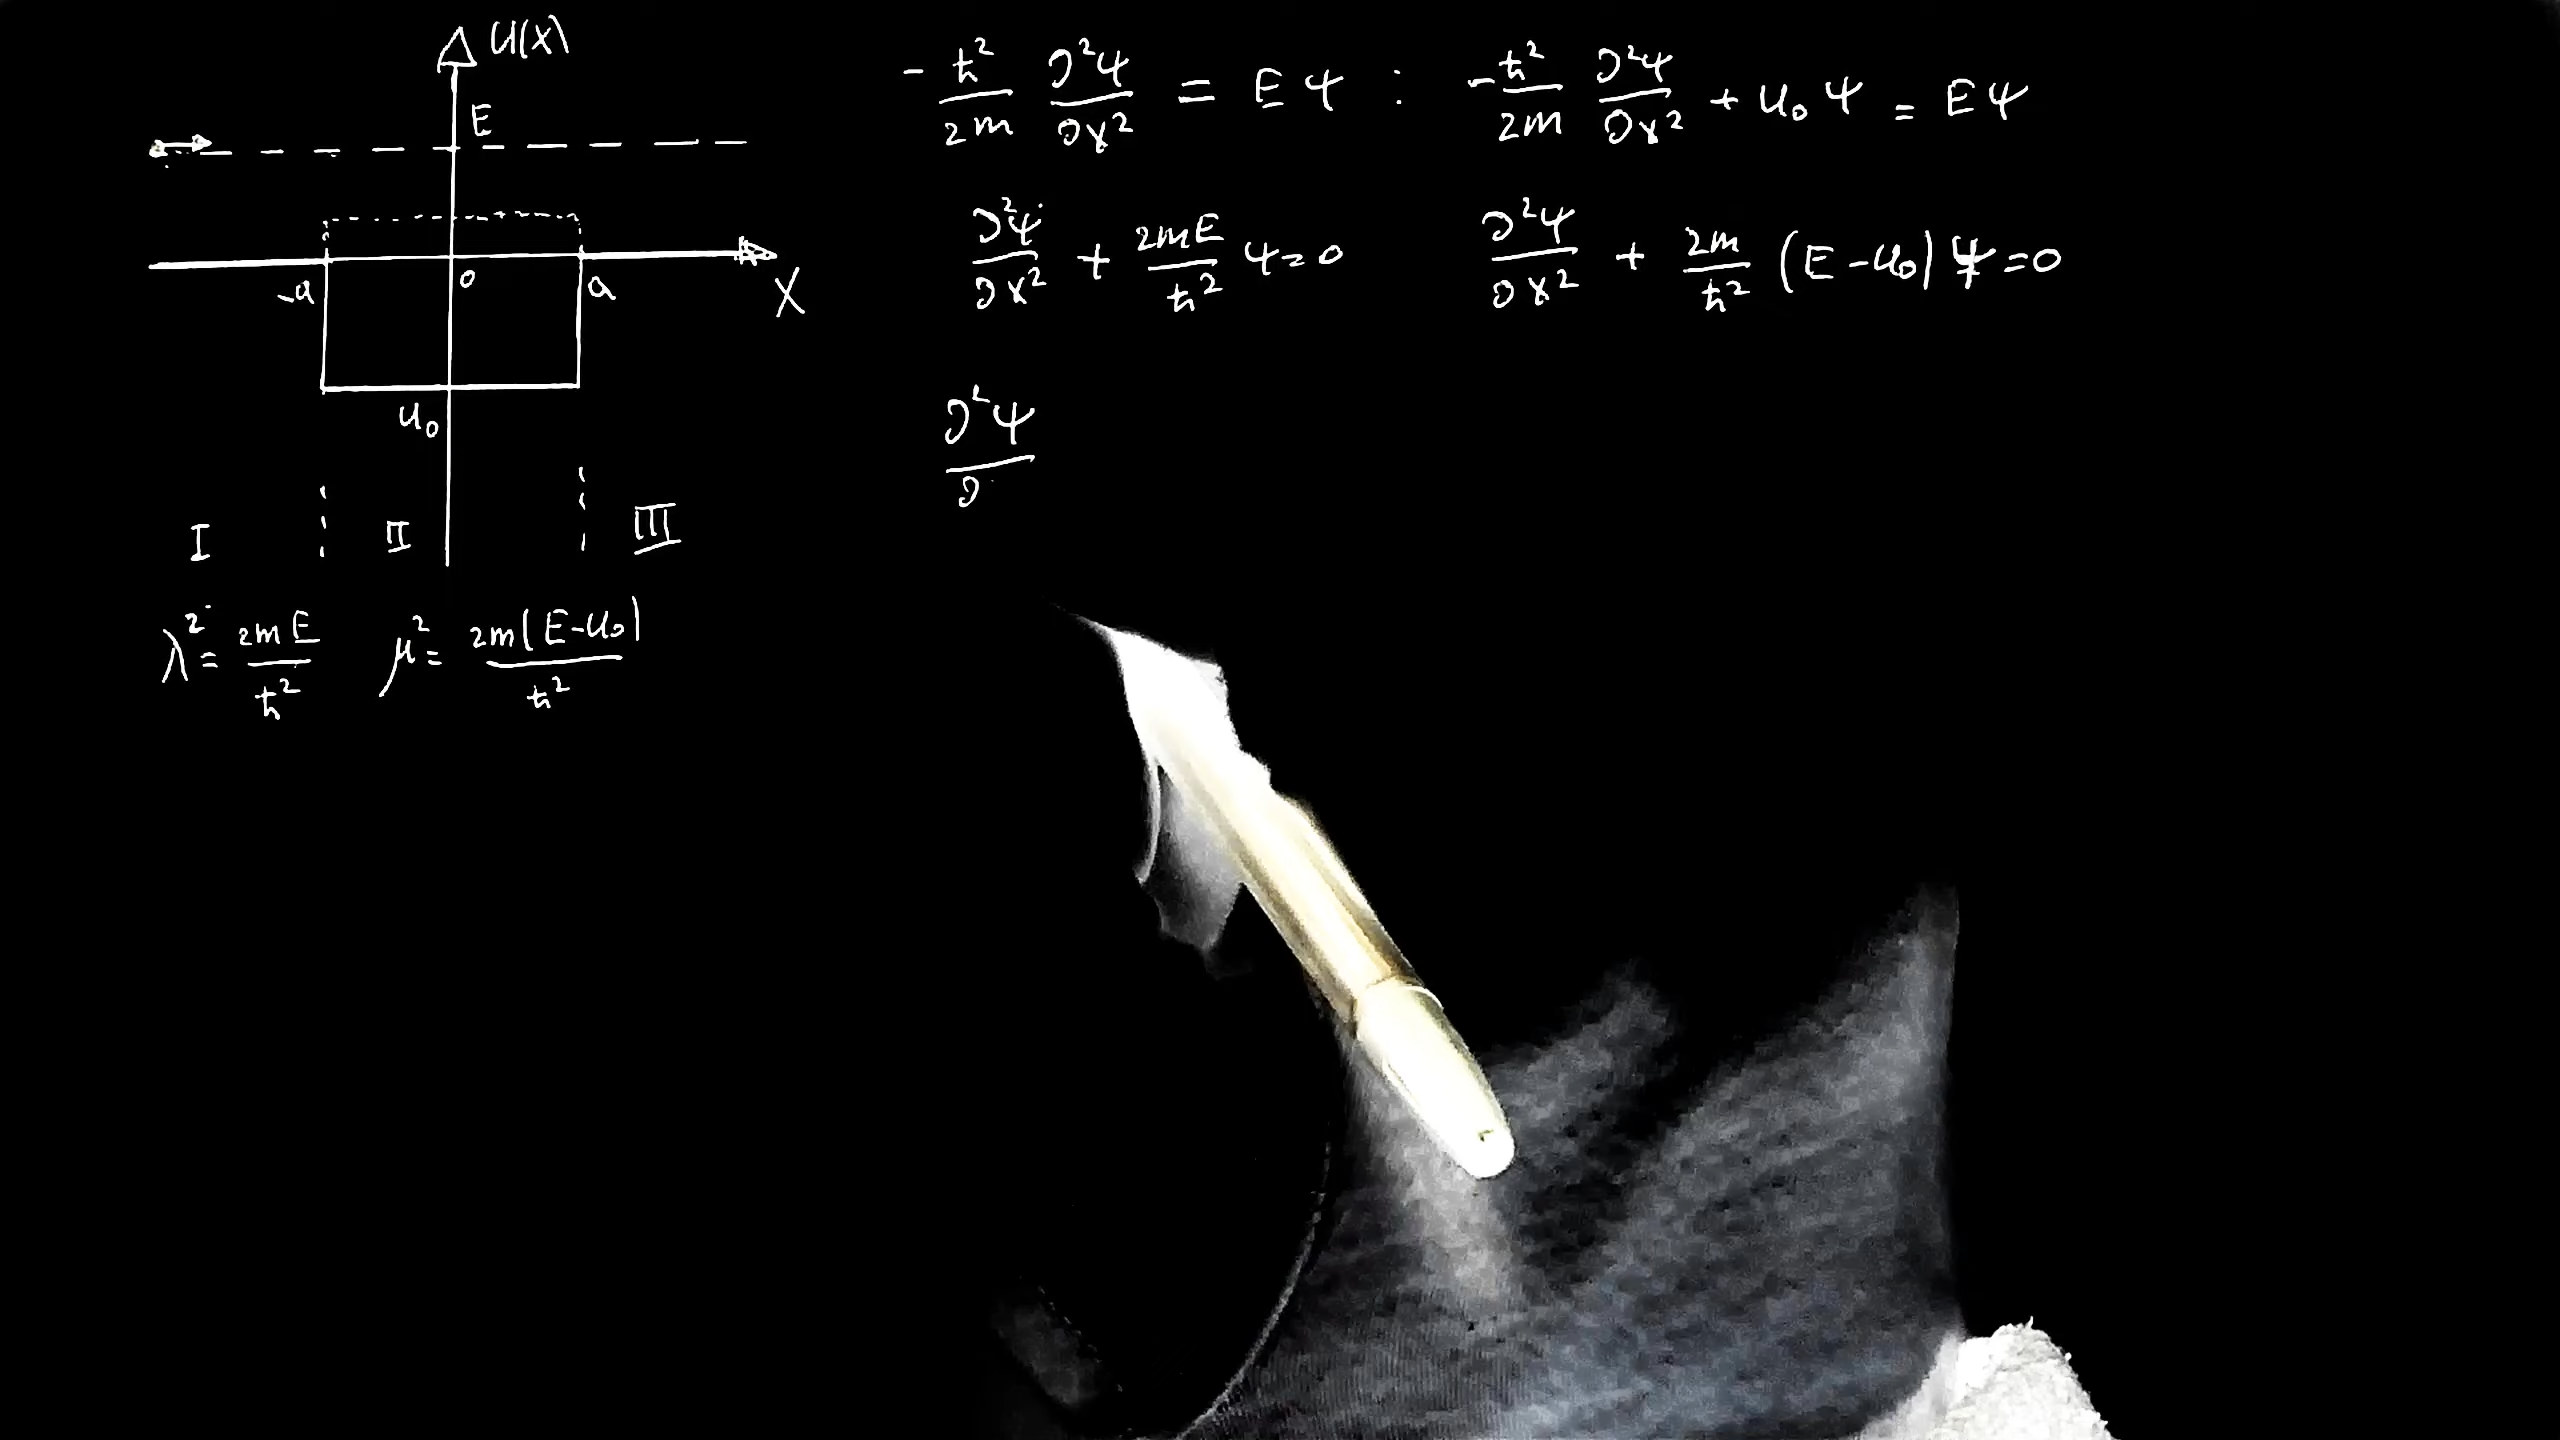 U(x)
E
-a 0 a X
U₀
I II III
λ² = 2mE/ħ² μ² = 2m(E-U₀)/ħ²
- ħ²/2m ∂²Ψ/∂x² = EΨ : - ħ²/2m ∂²Ψ/∂x² + U₀Ψ = EΨ
∂²Ψ/∂x² + 2mE/ħ² Ψ=0 ∂²Ψ/∂x² + 2m/ħ² (E-U₀)Ψ=0
∂²Ψ/∂